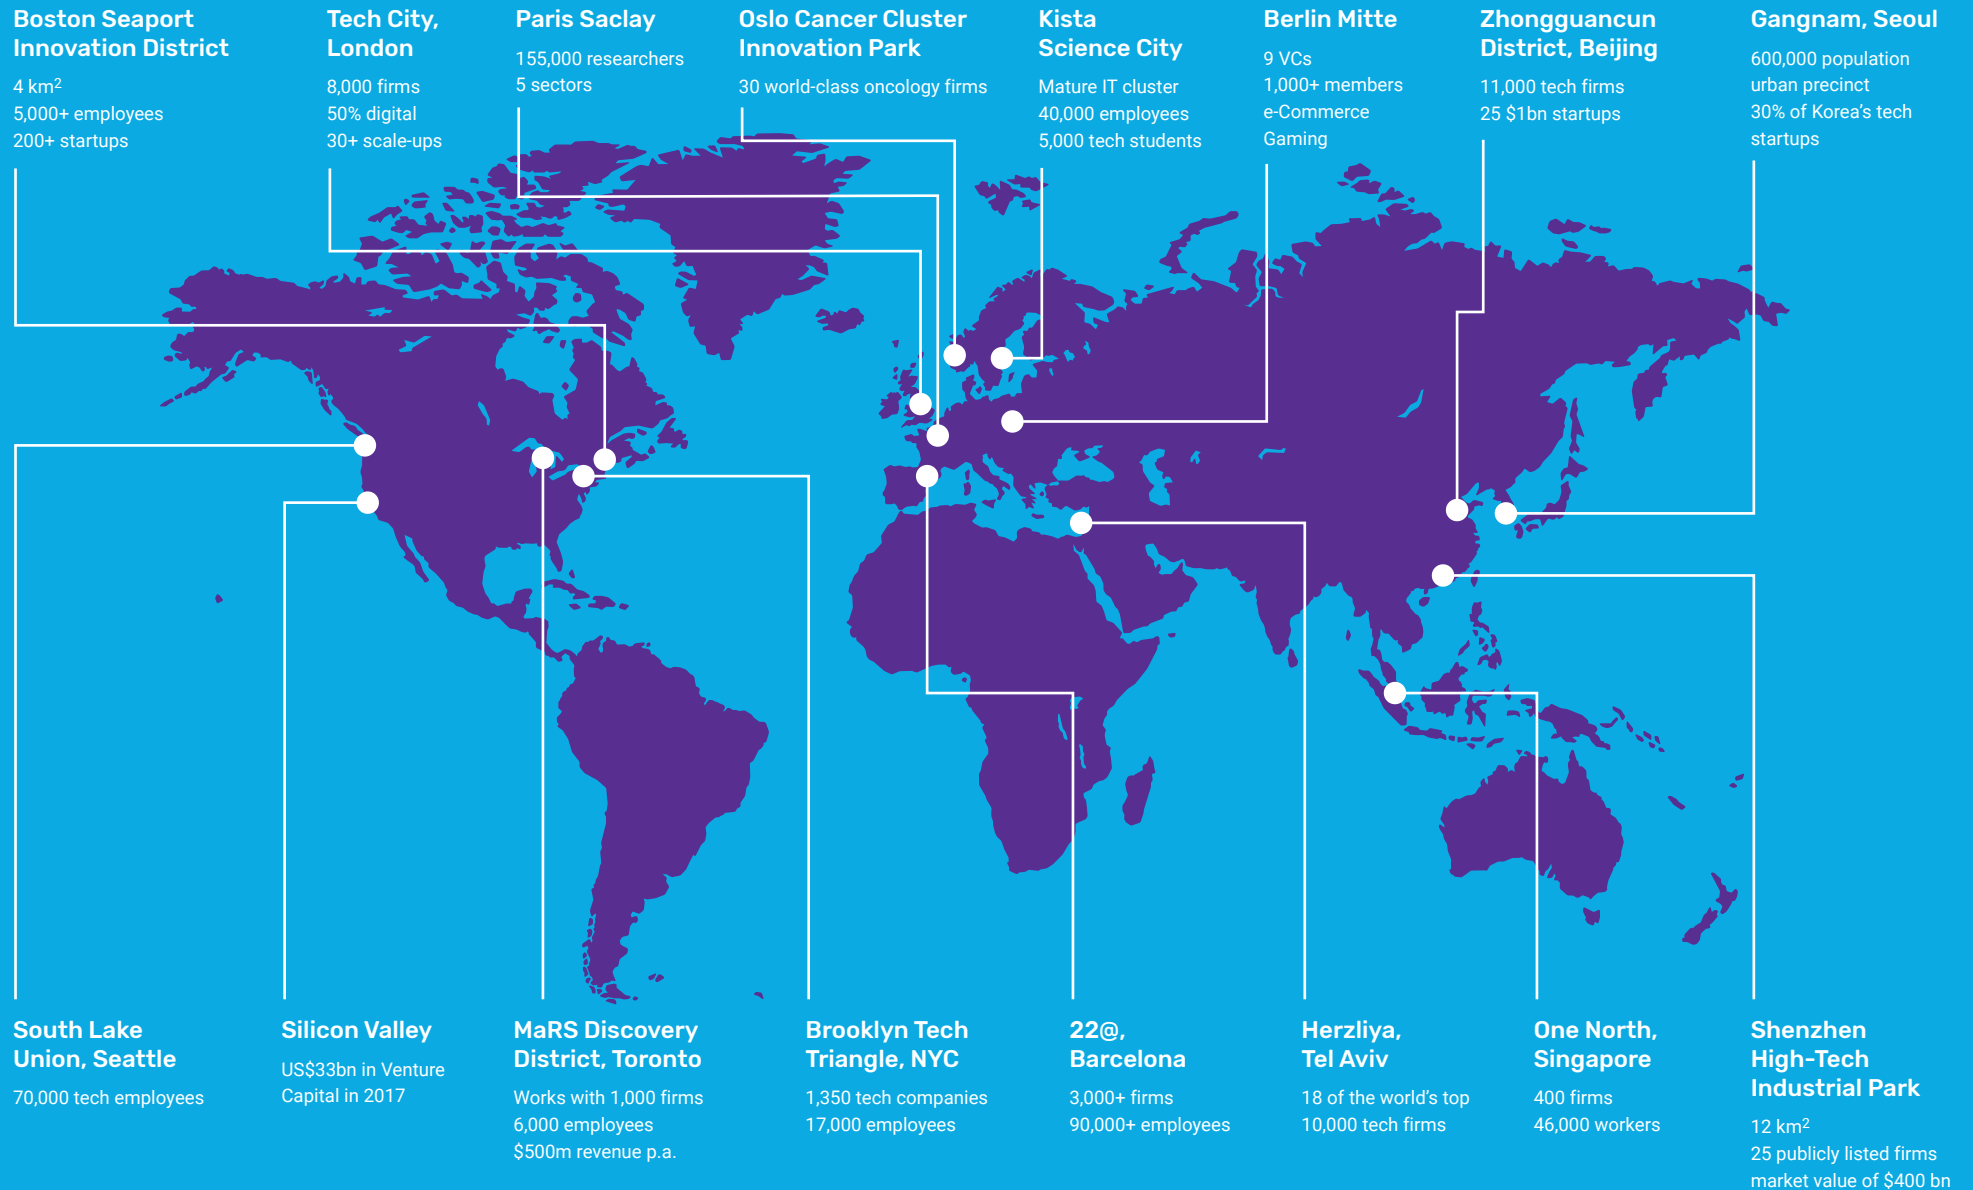 Boston Seaport
Innovation District
4 km²
5,000+ employees
200+ startups
Tech City,
London
8,000 firms
50% digital
30+ scale-ups
Paris Saclay
155,000 researchers
5 sectors
Oslo Cancer Cluster
Innovation Park
30 world-class oncology firms
Kista
Science City
Mature IT cluster
40,000 employees
5,000 tech students
Berlin Mitte
9 VCs
1,000+ members
e-Commerce
Gaming
Zhongguancun
District, Beijing
11,000 tech firms
25 $1bn startups
Gangnam, Seoul
600,000 population
urban precinct
30% of Korea’s tech
startups
South Lake
Union, Seattle
70,000 tech employees
Silicon Valley
US$33bn in Venture
Capital in 2017
MaRS Discovery
District, Toronto
Works with 1,000 firms
6,000 employees
$500m revenue p.a.
Brooklyn Tech
Triangle, NYC
1,350 tech companies
17,000 employees
22@,
Barcelona
3,000+ firms
90,000+ employees
Herzliya,
Tel Aviv
18 of the world’s top
10,000 tech firms
One North,
Singapore
400 firms
46,000 workers
Shenzhen
High-Tech
Industrial Park
12 km²
25 publicly listed firms
market value of $400 bn